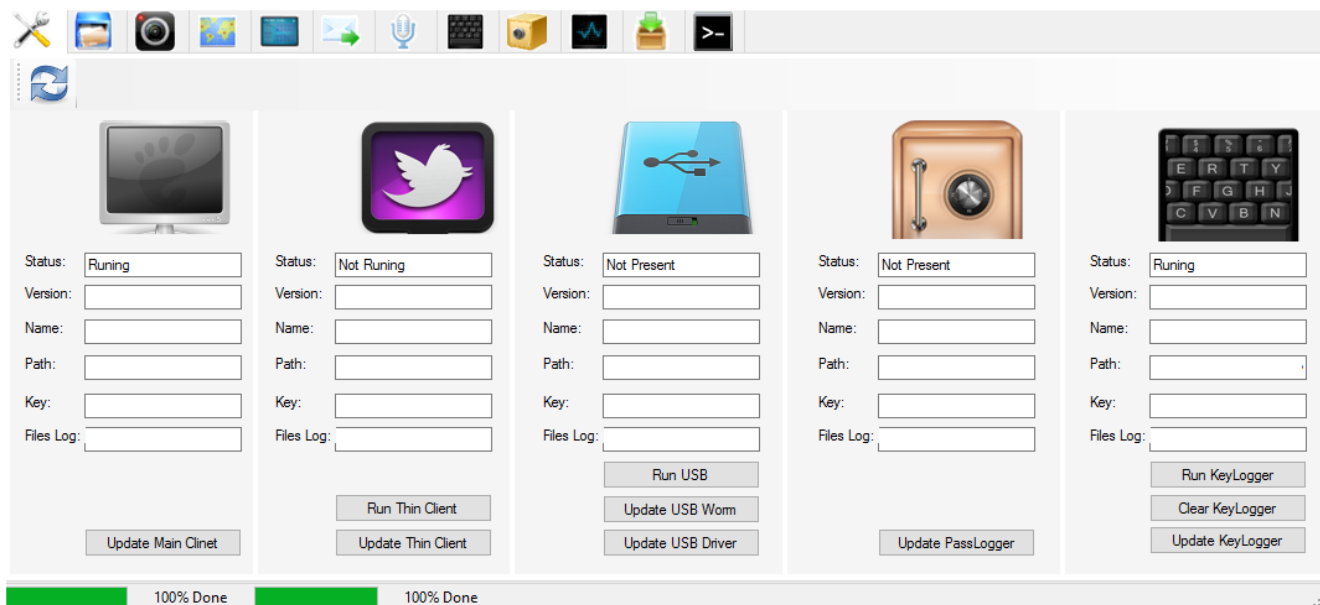 >-
$ 4 % 5 ^ 6
E R T Y
D F G H J
C V B N
Status: Runing
Version:
Name:
Path:
Key:
Files Log:
Update Main Clinet
Status: Not Runing
Version:
Name:
Path:
Key:
Files Log:
Run Thin Client
Update Thin Client
Status: Not Present
Version:
Name:
Path:
Key:
Files Log:
Run USB
Update USB Worm
Update USB Driver
Status: Not Present
Version:
Name:
Path:
Key:
Files Log:
Update PassLogger
Status: Runing
Version:
Name:
Path:
Key:
Files Log:
Run KeyLogger
Clear KeyLogger
Update KeyLogger
100% Done
100% Done